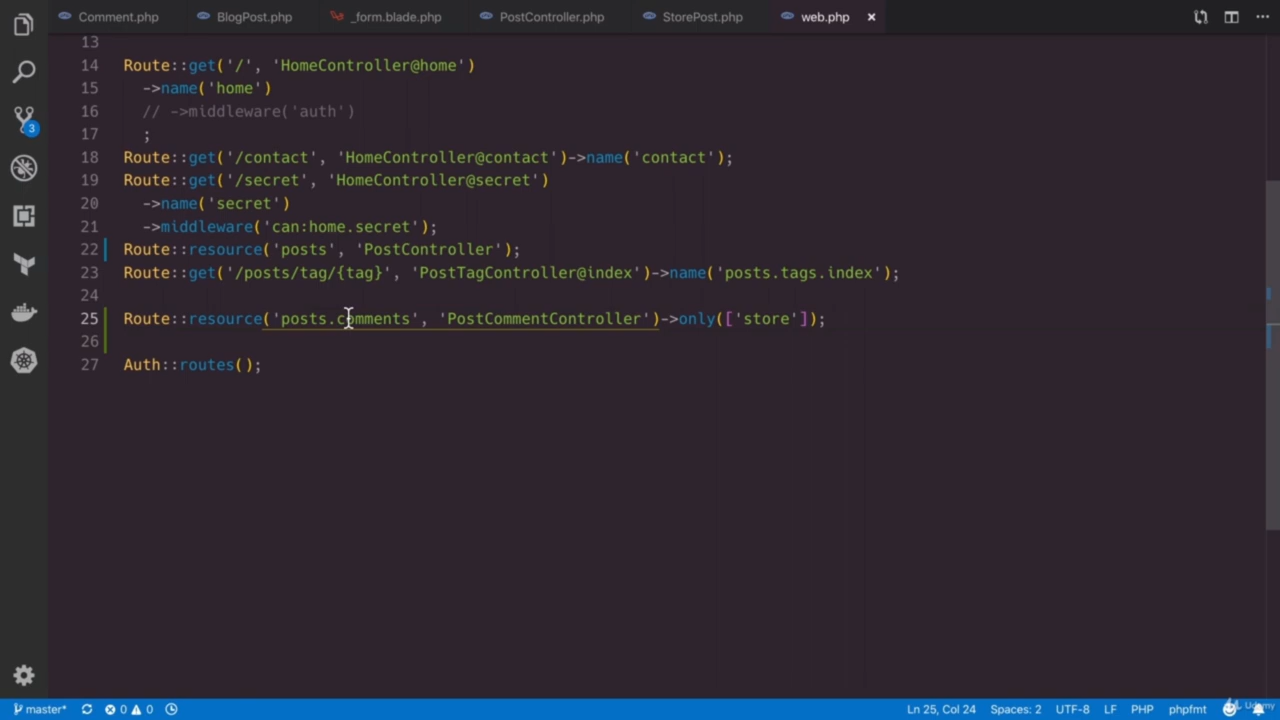 Comment.php BlogPost.php _form.blade.php PostController.php StorePost.php web.php
13
14 Route::get('/', 'HomeController@home')
15 ->name('home')
16 // ->middleware('auth')
17 ;
18 Route::get('/contact', 'HomeController@contact')->name('contact');
19 Route::get('/secret', 'HomeController@secret')
20 ->name('secret')
21 ->middleware('can:home.secret');
22 Route::resource('posts', 'PostController');
23 Route::get('/posts/tag/{tag}', 'PostTagController@index')->name('posts.tags.index');
24
25 Route::resource('posts.comments', 'PostCommentController')->only(['store']);
26
27 Auth::routes();
3
master* 0 0 Ln 25, Col 24 Spaces: 2 UTF-8 LF PHP phpfmt
Udemy